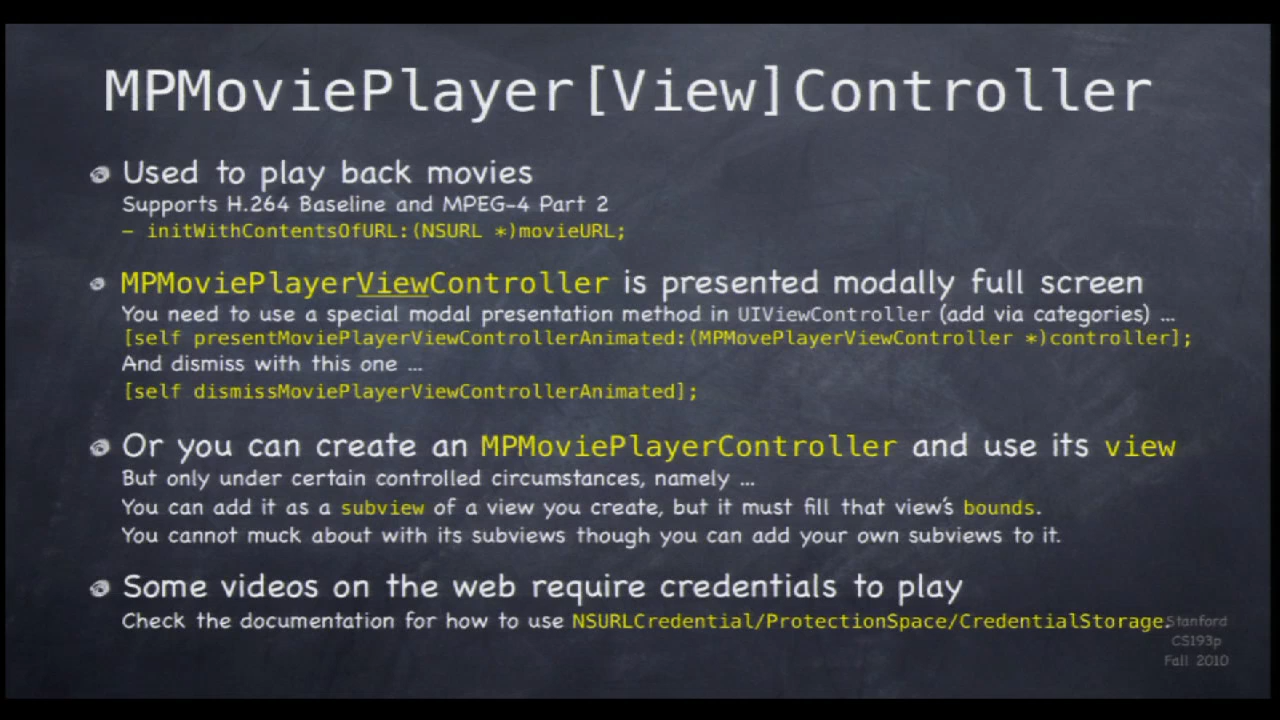 MPMoviePlayer[View]Controller
Used to play back movies
Supports H.264 Baseline and MPEG-4 Part 2
- initWithContentsOfURL:(NSURL *)movieURL;
MPMoviePlayerViewController is presented modally full screen
You need to use a special modal presentation method in UIViewController (add via categories) ...
[self presentMoviePlayerViewControllerAnimated:(MPMovePlayerViewController *)controller];
And dismiss with this one ...
[self dismissMoviePlayerViewControllerAnimated];
Or you can create an MPMoviePlayerController and use its view
But only under certain controlled circumstances, namely ...
You can add it as a subview of a view you create, but it must fill that view's bounds.
You cannot muck about with its subviews though you can add your own subviews to it.
Some videos on the web require credentials to play
Check the documentation for how to use NSURLCredential/ProtectionSpace/CredentialStorage.
Stanford
CS193p
Fall 2010